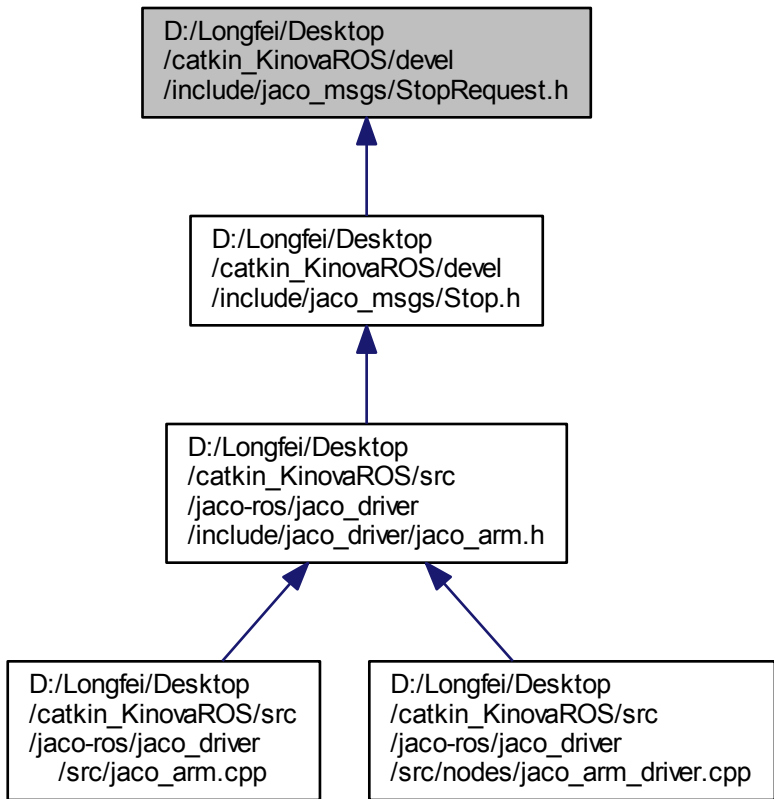 D:/Longfei/Desktop
/catkin_KinovaROS/devel
/include/jaco_msgs/StopRequest.h
D:/Longfei/Desktop
/catkin_KinovaROS/devel
/include/jaco_msgs/Stop.h
D:/Longfei/Desktop
/catkin_KinovaROS/src
/jaco-ros/jaco_driver
/include/jaco_driver/jaco_arm.h
D:/Longfei/Desktop
/catkin_KinovaROS/src
/jaco-ros/jaco_driver
/src/jaco_arm.cpp
D:/Longfei/Desktop
/catkin_KinovaROS/src
/jaco-ros/jaco_driver
/src/nodes/jaco_arm_driver.cpp